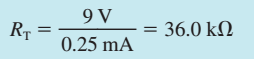 R_T = 9 V / 0.25 mA = 36.0 kΩ